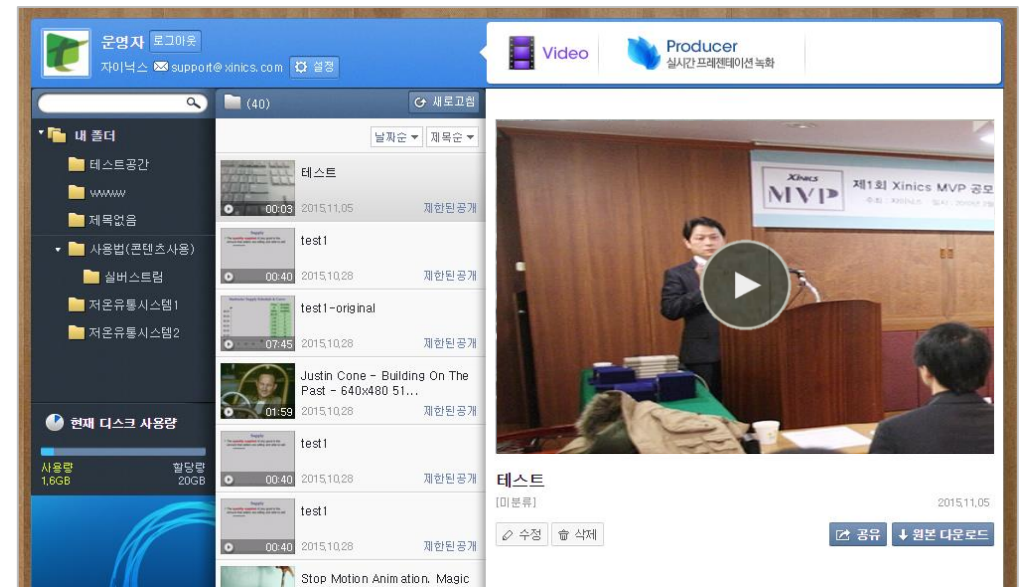 운영자 로그아웃
자이닉스 support@xinics.com 설정
Video
Producer
실시간 프레젠테이션 녹화
(40) 새로고침
날짜순 제목순
내 폴더
테스트공간
wwww
제목없음
사용법(콘텐츠사용)
실버스트림
저온유통시스템1
저온유통시스템2
현재 디스크 사용량
사용량 할당량
1,6GB 20GB
테스트
00:03 2015,11,05 제한된공개
test1
00:40 2015,10,28 제한된공개
test1-original
07:45 2015,10,28 제한된공개
Justin Cone - Building On The
Past - 640x480 51...
01:59 2015,10,28 제한된공개
test1
00:40 2015,10,28 제한된공개
test1
00:40 2015,10,28 제한된공개
Stop Motion Animation. Magic
XINICS
MVP
제1회 Xinics MVP 공모
테스트
[미분류] 2015,11,05
수정 삭제 공유 원본 다운로드